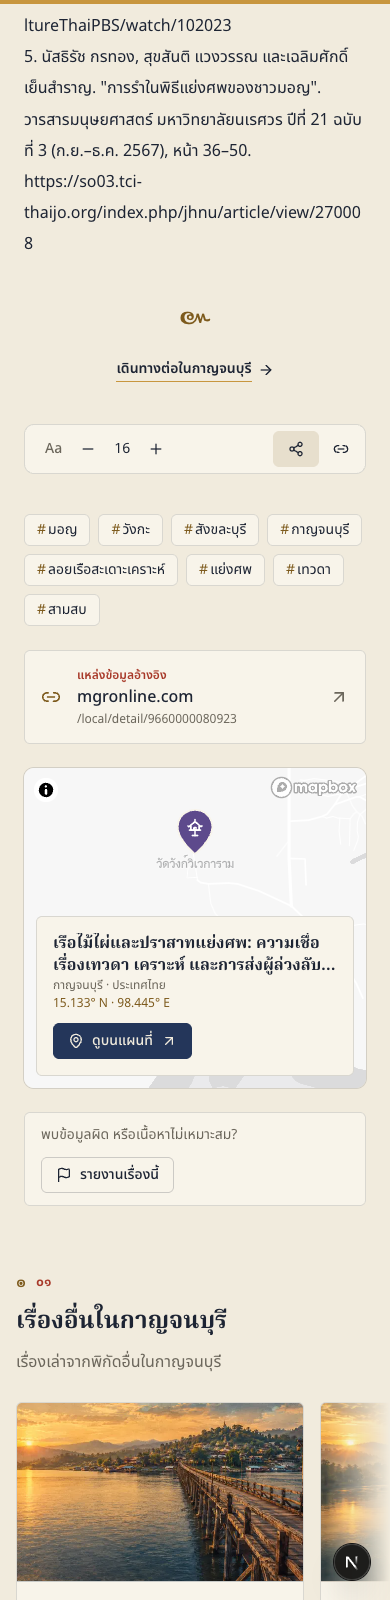 ltureThaiPBS/watch/102023
5. นัสธิรัช กรทอง, สุขสันติ แวงวรรณ และเฉลิมศักดิ์
เย็นสำราญ. "การรำในพิธีแย่งศพของชาวมอญ".
วารสารมนุษยศาสตร์ มหาวิทยาลัยนเรศวร ปีที่ 21 ฉบับ
ที่ 3 (ก.ย.–ธ.ค. 2567), หน้า 36–50.
https://so03.tci-
thaijo.org/index.php/jhnu/article/view/27000
8
เดินทางต่อในกาญจนบุรี →
Aa − 16 +
#มอญ #วังกะ #สังขละบุรี #กาญจนบุรี
#ลอยเรือสะเดาะเคราะห์ #แย่งศพ #เทวดา
#สามสบ
แหล่งข้อมูลอ้างอิง
mgronline.com
/local/detail/9660000080923
mapbox
วัดวังก์วิเวการาม
เรือไม้ไผ่และปราสาทแย่งศพ: ความเชื่อ
เรื่องเทวดา เคราะห์ และการส่งผู้ล่วงลับ...
กาญจนบุรี · ประเทศไทย
15.133° N · 98.445° E
ดูบนแผนที่
พบข้อมูลผิด หรือเนื้อหาไม่เหมาะสม?
รายงานเรื่องนี้
๐๑
เรื่องอื่นในกาญจนบุรี
เรื่องเล่าจากพิกัดอื่นในกาญจนบุรี
N